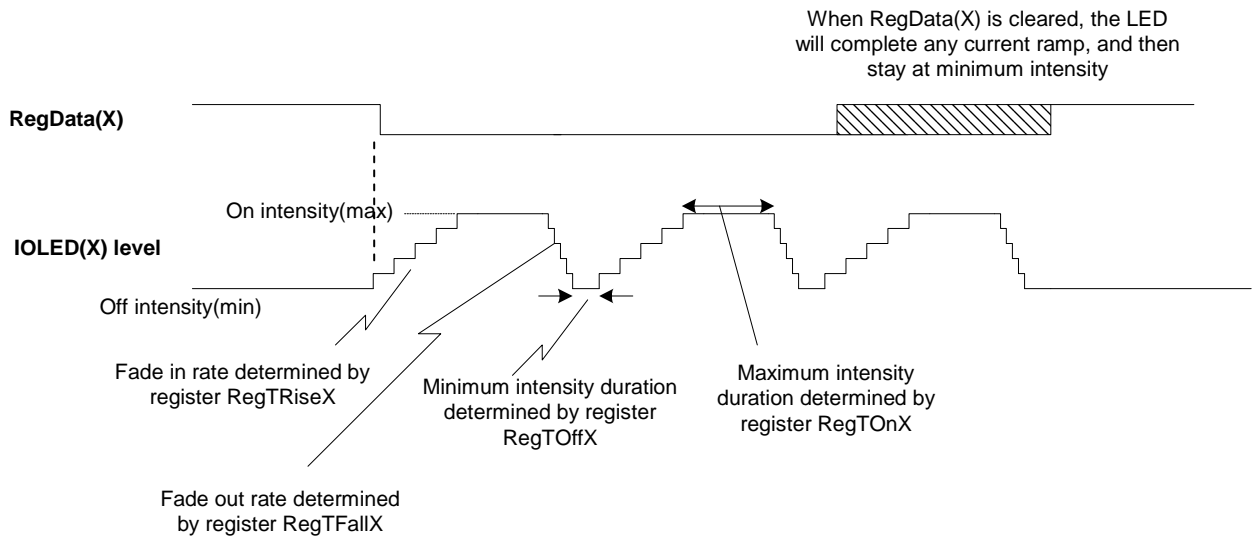 When RegData(X) is cleared, the LED
will complete any current ramp, and then
stay at minimum intensity
RegData(X)
On intensity(max)
IOLED(X) level
Off intensity(min)
Fade in rate determined by
register RegTRiseX
Minimum intensity duration
determined by register
RegTOffX
Maximum intensity
duration determined by
register RegTOnX
Fade out rate determined
by register RegTFallX